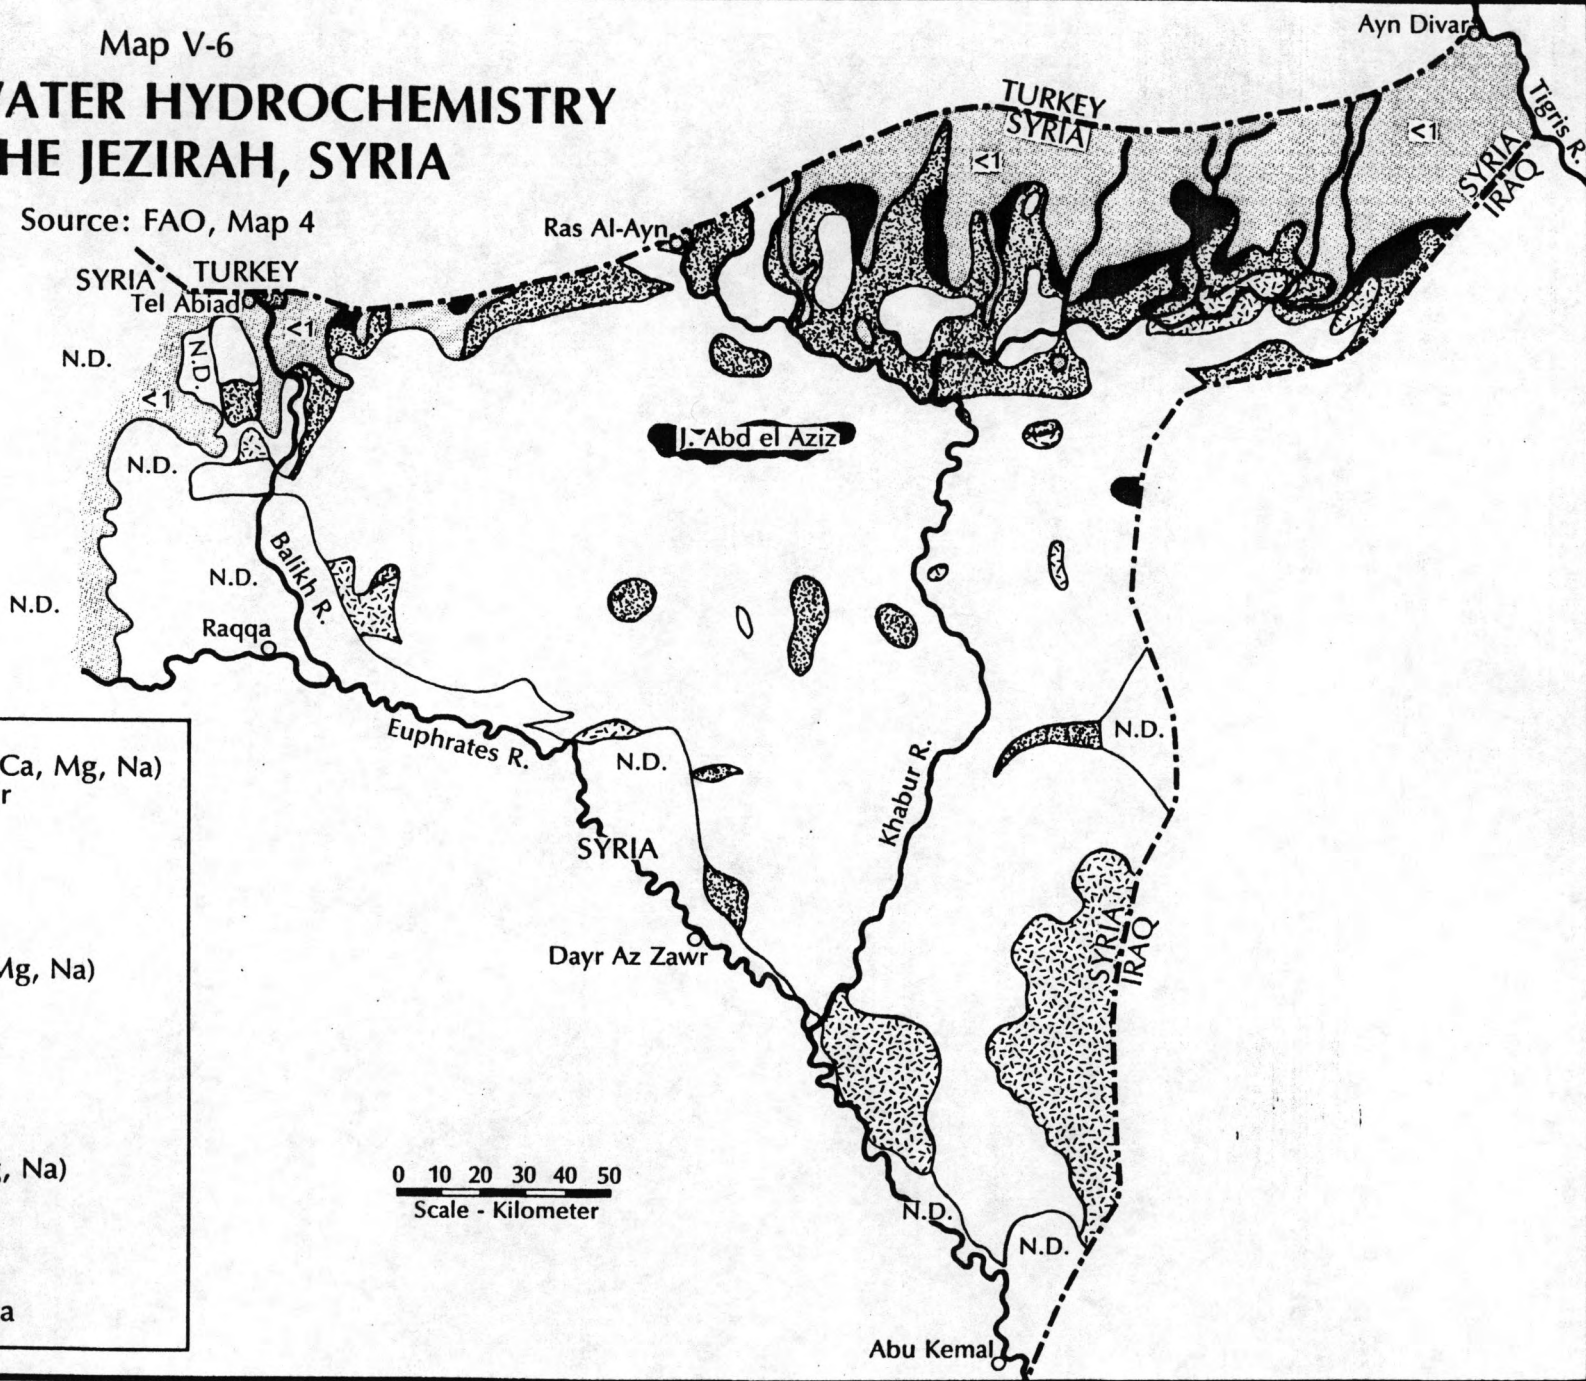 Map V-6
ATER HYDROCHEMISTRY
HE JEZIRAH, SYRIA
Source: FAO, Map 4
Ayn Divar
TURKEY
SYRIA
<1
<1
Tigris R.
SYRIA
IRAQ
Ras Al-Ayn
SYRIA
TURKEY
Tel Abiad
<1
N.D.
N.D.
<1
N.D.
J. Abd el Aziz
Balikh R.
N.D.
N.D.
Raqqa
Euphrates R.
N.D.
N.D.
Khabur R.
SYRIA
Dayr Az Zawr
SYRIA
IRAQ
Ca, Mg, Na)
r
Mg, Na)
, Na)
a
0 10 20 30 40 50
Scale - Kilometer
N.D.
N.D.
Abu Kemal